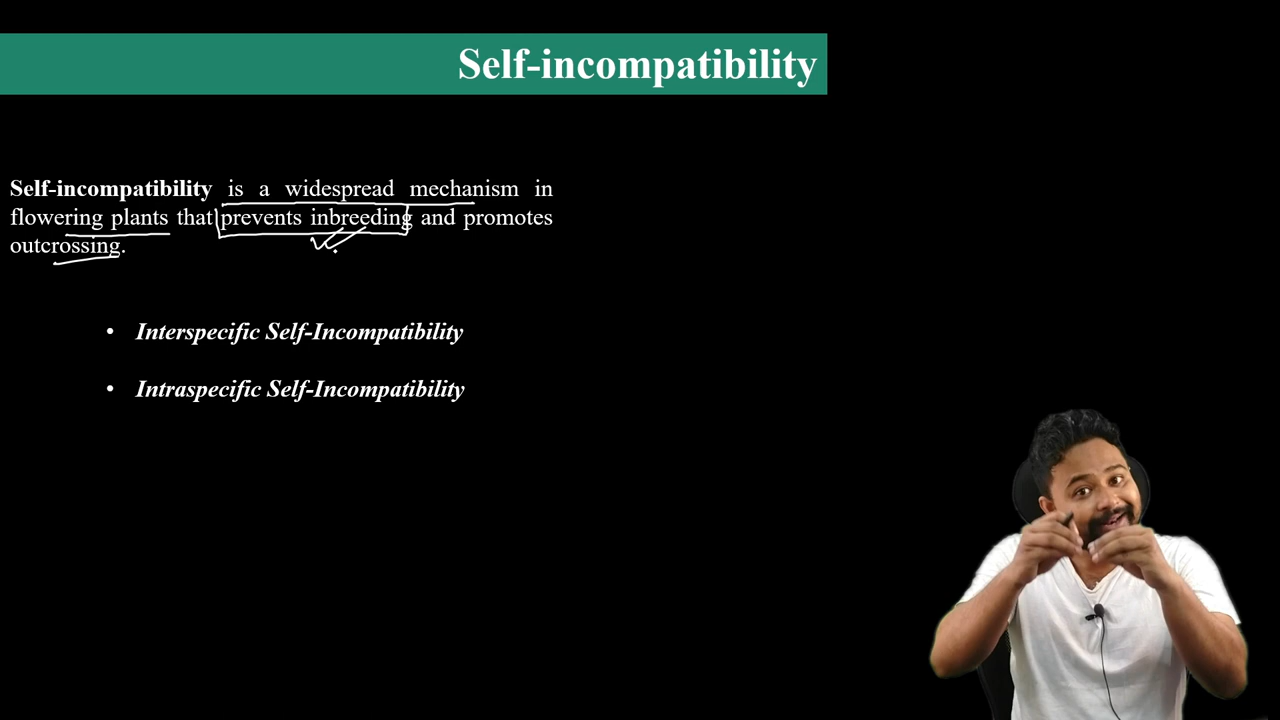 Self-incompatibility
Self-incompatibility is a widespread mechanism in
flowering plants that prevents inbreeding and promotes
outcrossing.
• Interspecific Self-Incompatibility
• Intraspecific Self-Incompatibility